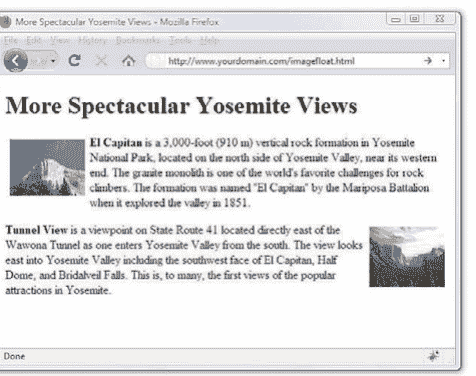 More Spectacular Yosemite Views - Mozilla Firefox
File Edit View History Bookmarks Tools Help
http://www.yourdomain.com/imagefloat.html
More Spectacular Yosemite Views
El Capitan is a 3,000-foot (910 m) vertical rock formation in Yosemite
National Park, located on the north side of Yosemite Valley, near its western
end. The granite monolith is one of the world's favorite challenges for rock
climbers. The formation was named "El Capitan" by the Mariposa Battalion
when it explored the valley in 1851.
Tunnel View is a viewpoint on State Route 41 located directly east of the
Wawona Tunnel as one enters Yosemite Valley from the south. The view looks
east into Yosemite Valley including the southwest face of El Capitan, Half
Dome, and Bridalveil Falls. This is, to many, the first views of the popular
attractions in Yosemite.
Done